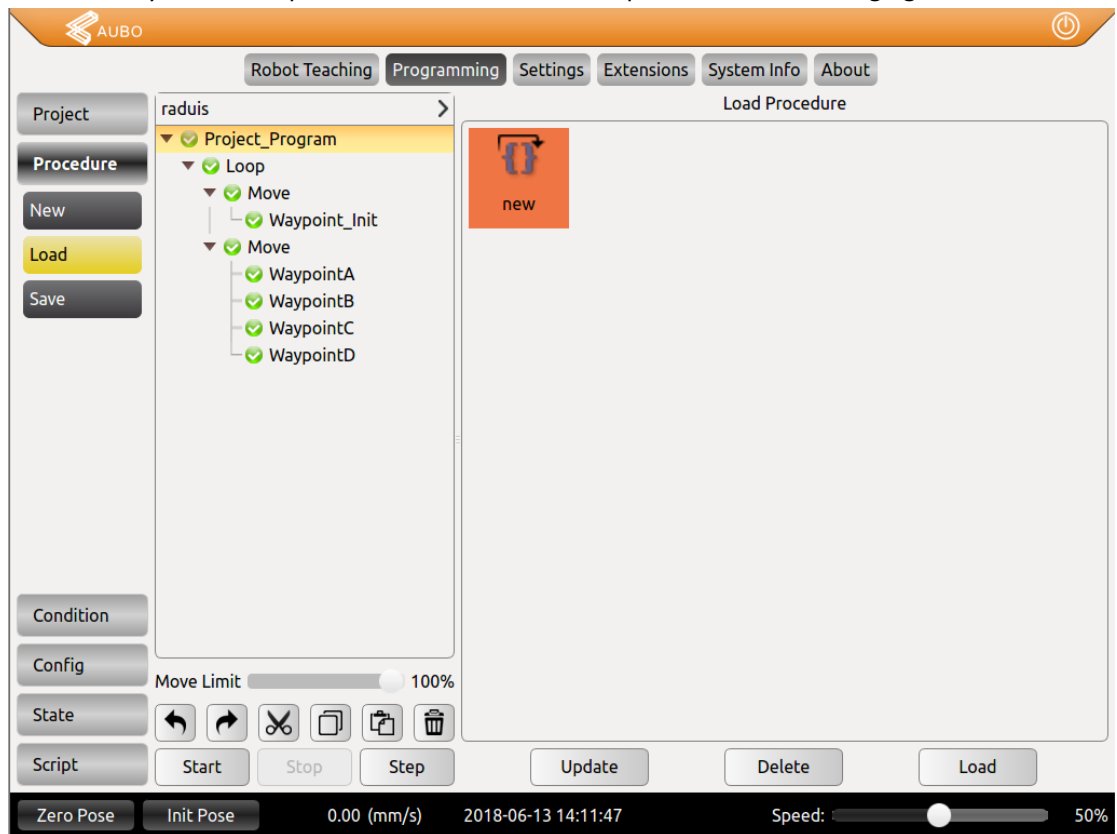 AUBO
Robot Teaching Programming Settings Extensions System Info About
Project
Procedure
New
Load
Save
Condition
Config
State
Script
raduis
Project_Program
Loop
Move
Waypoint_Init
Move
WaypointA
WaypointB
WaypointC
WaypointD
Move Limit 100%
Start Stop Step
Load Procedure
new
Update Delete Load
Zero Pose Init Pose 0.00 (mm/s) 2018-06-13 14:11:47 Speed: 50%